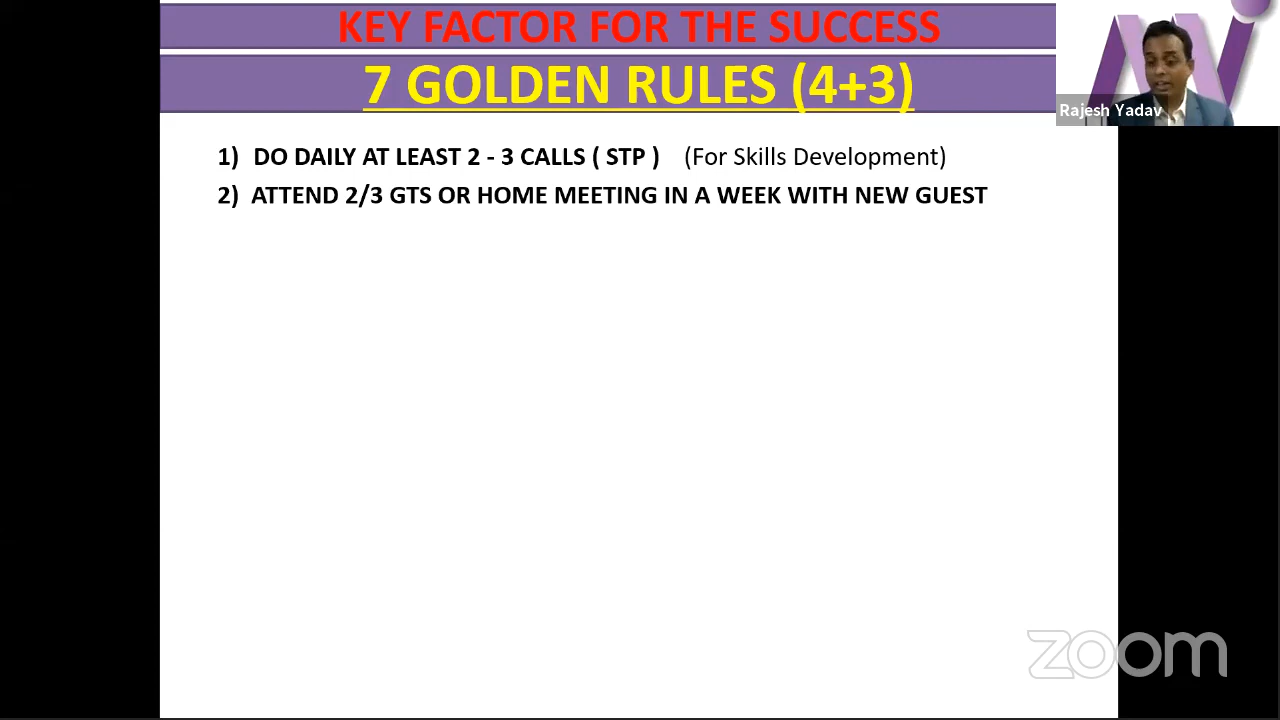 KEY FACTOR FOR THE SUCCESS
7 GOLDEN RULES (4+3)
Rajesh Yadav
1) DO DAILY AT LEAST 2 - 3 CALLS ( STP ) (For Skills Development)
2) ATTEND 2/3 GTS OR HOME MEETING IN A WEEK WITH NEW GUEST
zoom